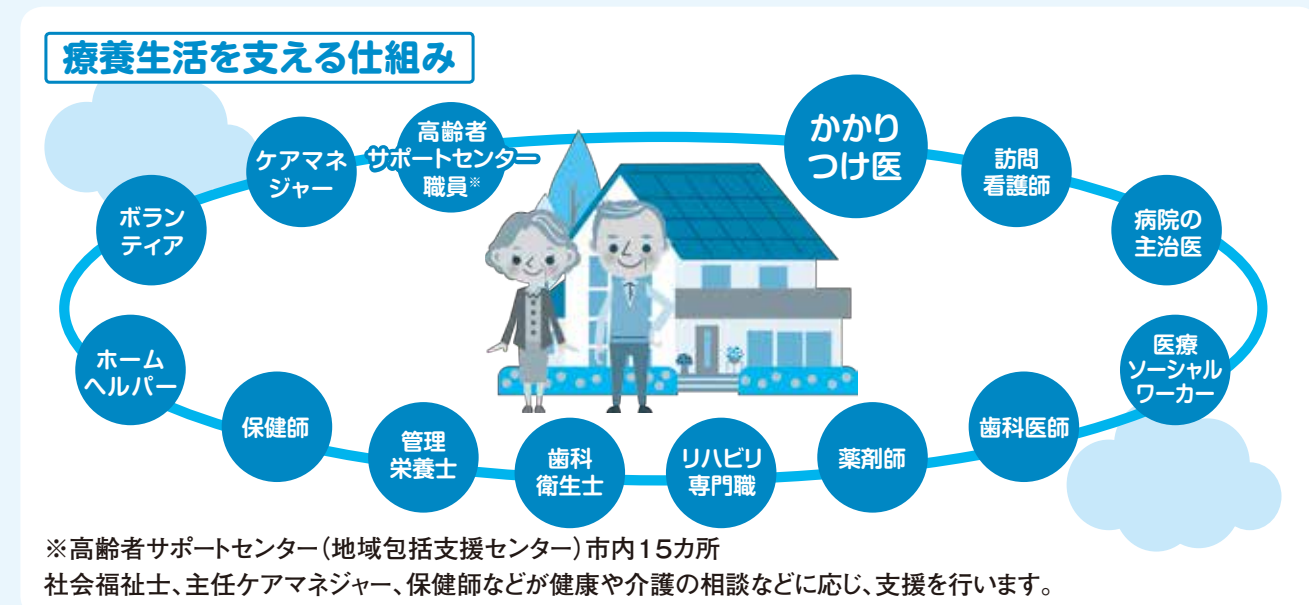 療養生活を支える仕組み
かかり
つけ医
訪問
看護師
病院の
主治医
医療
ソーシャル
ワーカー
歯科医師
薬剤師
リハビリ
専門職
歯科
衛生士
管理
栄養士
保健師
ホーム
ヘルパー
ボラン
ティア
ケアマネ
ジャー
高齢者
サポートセンター
職員※
※高齢者サポートセンター（地域包括支援センター）市内15カ所
社会福祉士、主任ケアマネジャー、保健師などが健康や介護の相談などに応じ、支援を行います。